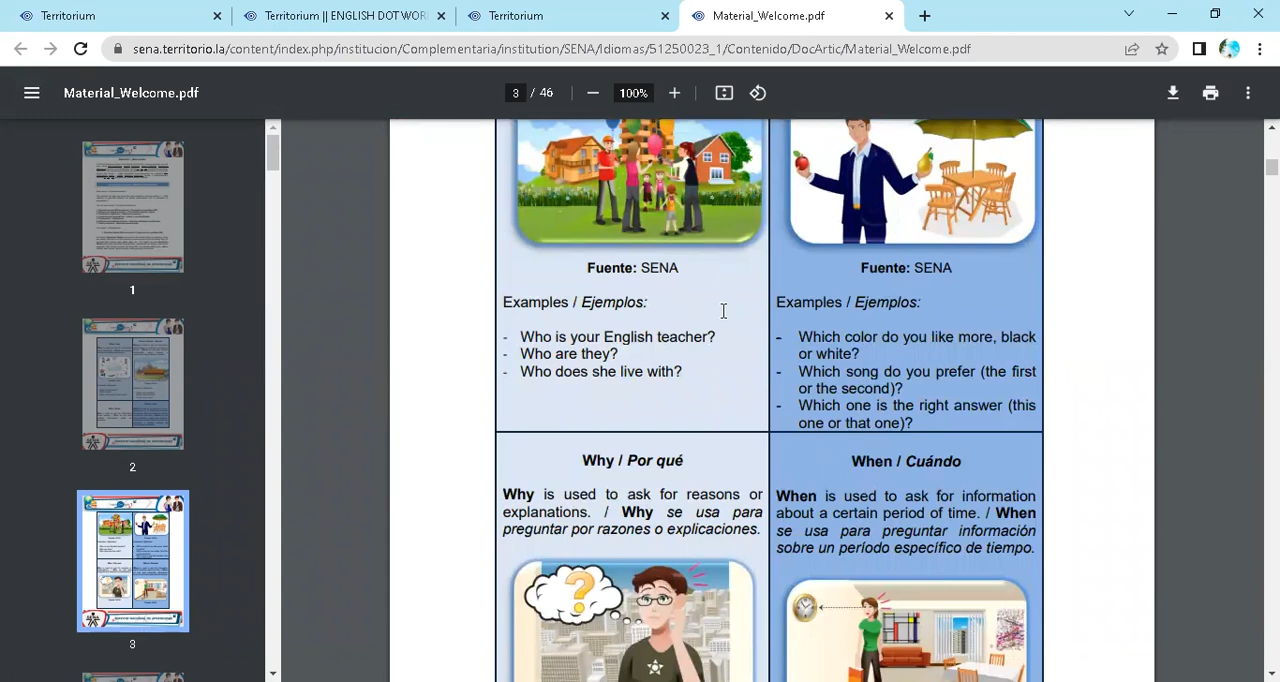 Territorium
Territorium || ENGLISH DOT WOR
Territorium
Material_Welcome.pdf
sena.territorio.la/content/index.php/institucion/Complementaria/institution/SENA/Idiomas/51250023_1/Contenido/DocArtic/Material_Welcome.pdf
Material_Welcome.pdf
3 / 46
100%
1
2
3
Fuente: SENA
Examples / Ejemplos:
- Who is your English teacher?
- Who are they?
- Who does she live with?
Fuente: SENA
Examples / Ejemplos:
- Which color do you like more, black
or white?
- Which song do you prefer (the first
or the second)?
- Which one is the right answer (this
one or that one)?
Why / Por qué
Why is used to ask for reasons or
explanations. / Why se usa para
preguntar por razones o explicaciones.
When / Cuándo
When is used to ask for information
about a certain period of time. / When
se usa para preguntar información
sobre un período específico de tiempo.
?